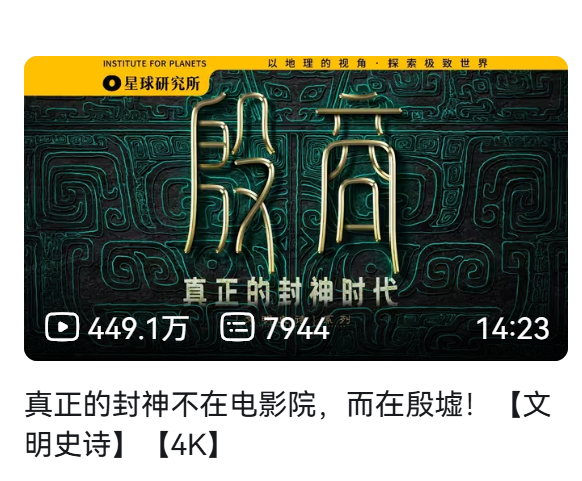 INSTITUTE FOR PLANETS
以地理的视角·探索极致世界
星球研究所
殷商
真正的封神时代
449.1万
7944
14:23
真正的封神不在电影院，而在殷墟！【文
明史诗】【4K】